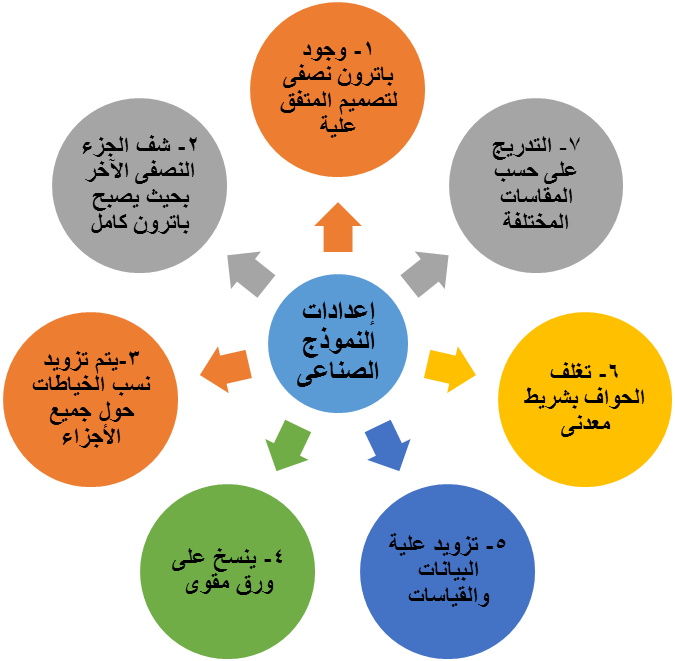 إعدادات
النموذج
الصناعى
١- وجود
باترون نصفى
لتصميم المتفق
علية
٢- شف الجزء
النصفى الآخر
بحيث يصبح
باترون كامل
٣-يتم تزويد
نسب الخياطات
حول جميع
الأجزاء
٤- ينسخ على
ورق مقوى
٥- تزويد علية
البيانات
والقياسات
٦- تغلف
الحواف بشريط
معدنى
٧- التدريج
على حسب
المقاسات
المختلفة